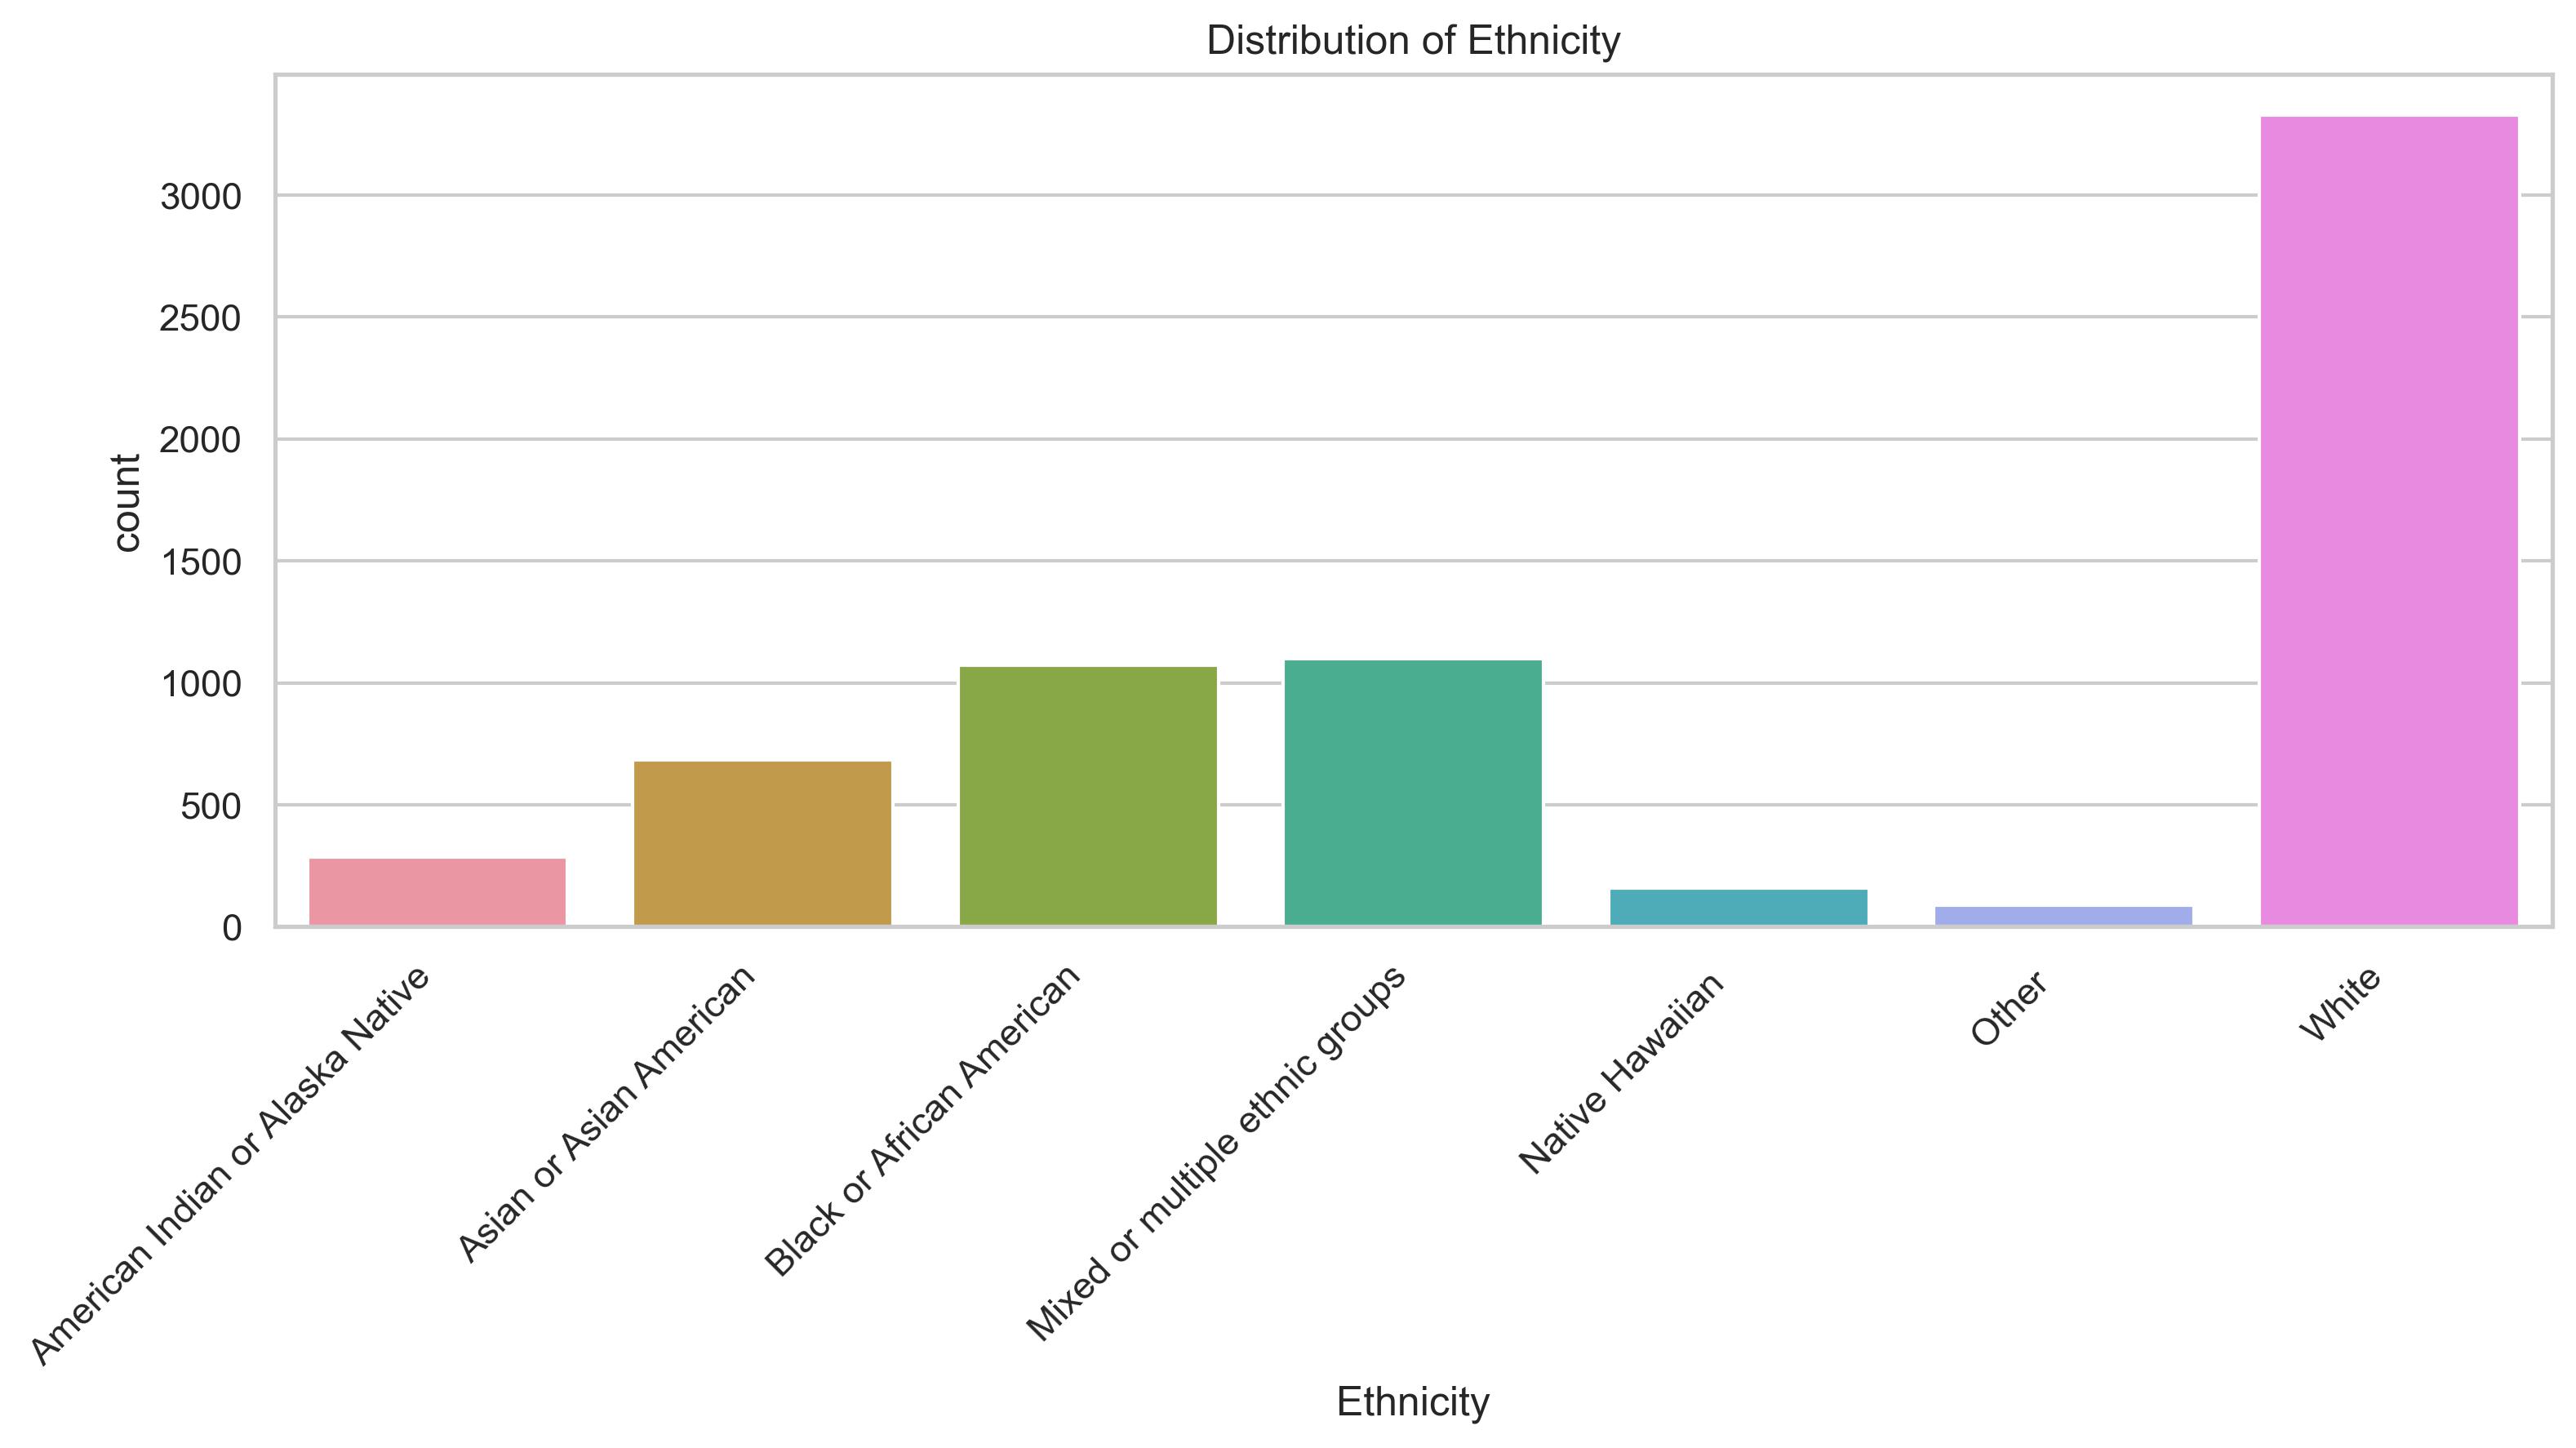 Distribution of Ethnicity
3000
2500
2000
1500
1000
500
0
count
American Indian or Alaska Native
Asian or Asian American
Black or African American
Mixed or multiple ethnic groups
Native Hawaiian
Other
White
Ethnicity